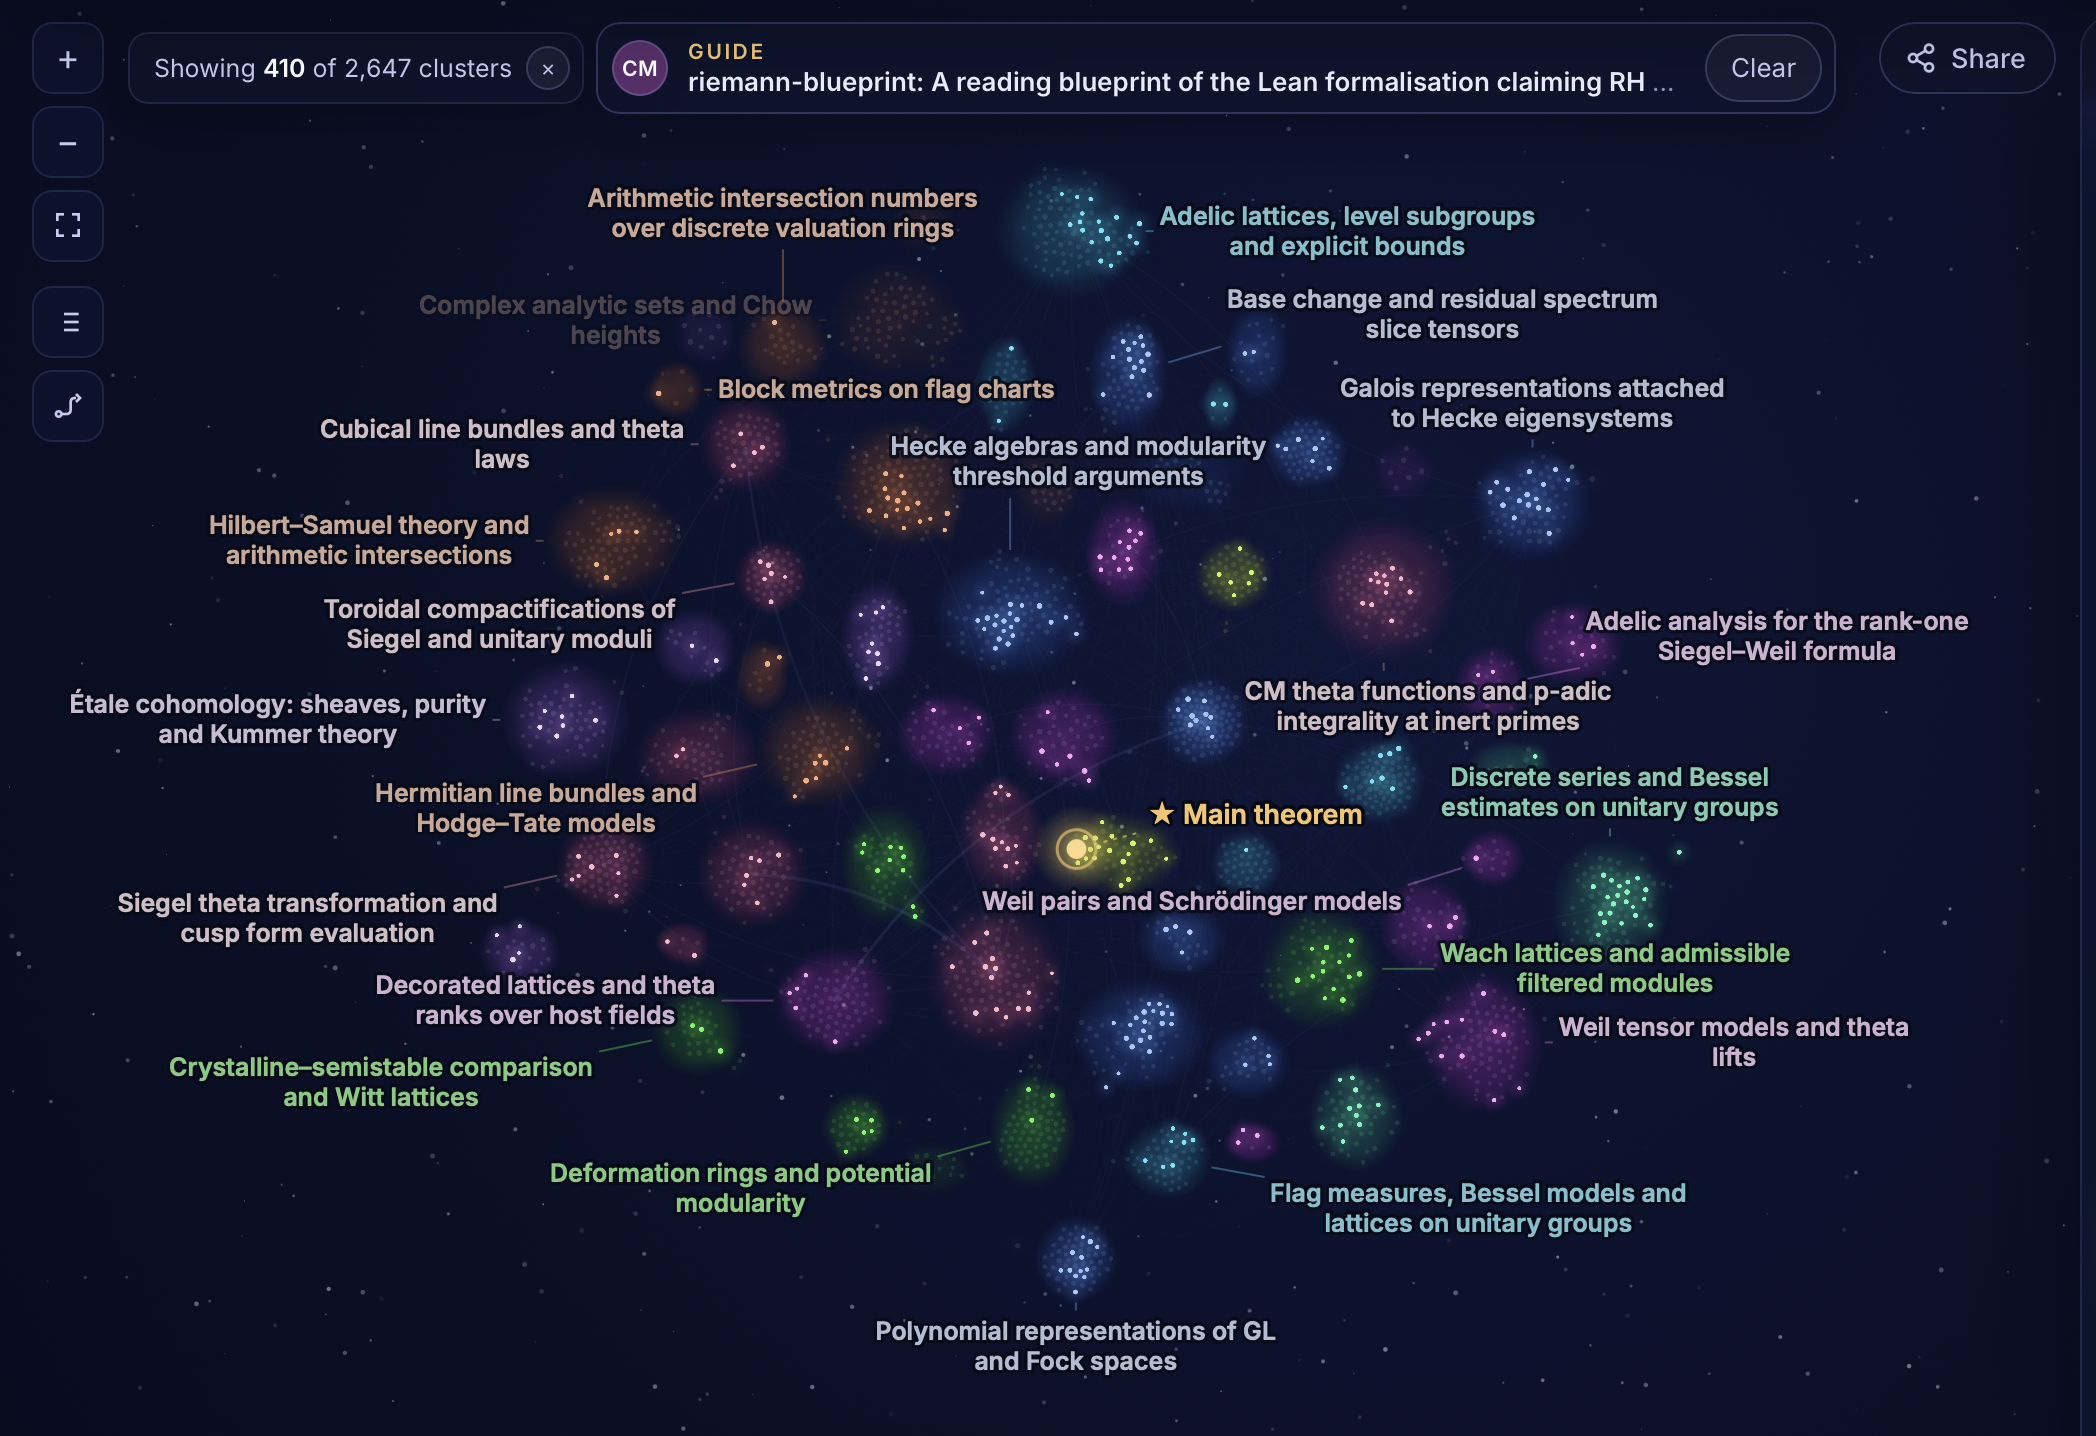 +
Showing 410 of 2,647 clusters ×
CM
GUIDE
riemann-blueprint: A reading blueprint of the Lean formalisation claiming RH ...
Clear
Share
−
Arithmetic intersection numbers
over discrete valuation rings
Adelic lattices, level subgroups
and explicit bounds
Complex analytic sets and Chow
heights
Base change and residual spectrum
slice tensors
Block metrics on flag charts
Galois representations attached
to Hecke eigensystems
Cubical line bundles and theta
laws
Hecke algebras and modularity
threshold arguments
Hilbert–Samuel theory and
arithmetic intersections
Toroidal compactifications of
Siegel and unitary moduli
Adelic analysis for the rank-one
Siegel–Weil formula
Étale cohomology: sheaves, purity
and Kummer theory
CM theta functions and p-adic
integrality at inert primes
Hermitian line bundles and
Hodge–Tate models
Discrete series and Bessel
estimates on unitary groups
★ Main theorem
Siegel theta transformation and
cusp form evaluation
Weil pairs and Schrödinger models
Wach lattices and admissible
filtered modules
Decorated lattices and theta
ranks over host fields
Weil tensor models and theta
lifts
Crystalline–semistable comparison
and Witt lattices
Deformation rings and potential
modularity
Flag measures, Bessel models and
lattices on unitary groups
Polynomial representations of GL
and Fock spaces